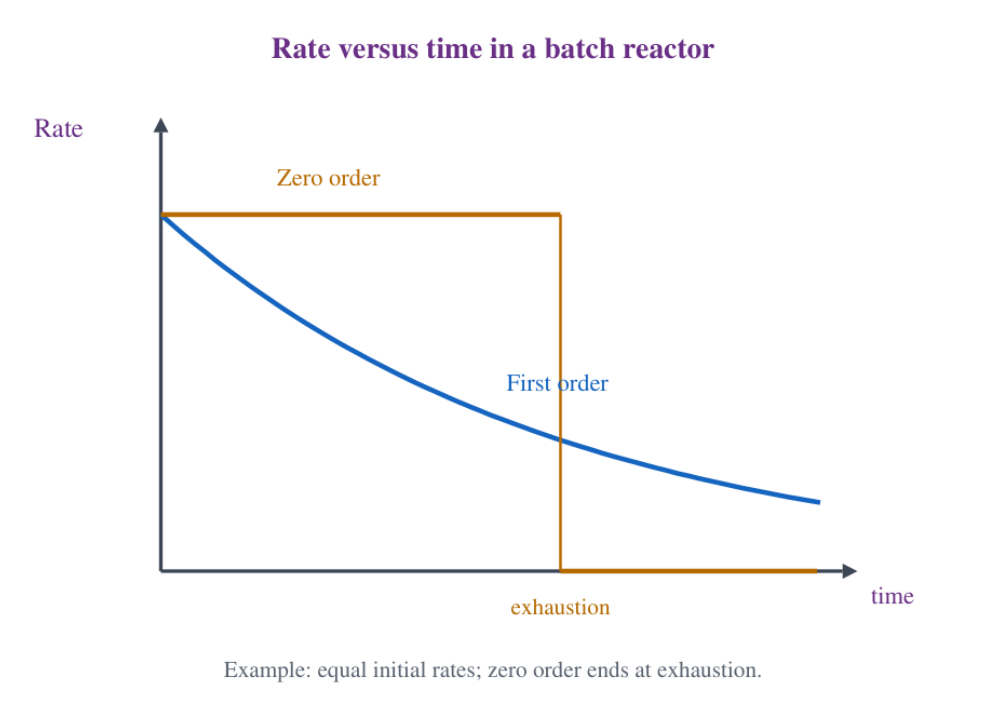 Rate versus time in a batch reactor
Rate
Zero order
First order
exhaustion
time
Example: equal initial rates; zero order ends at exhaustion.